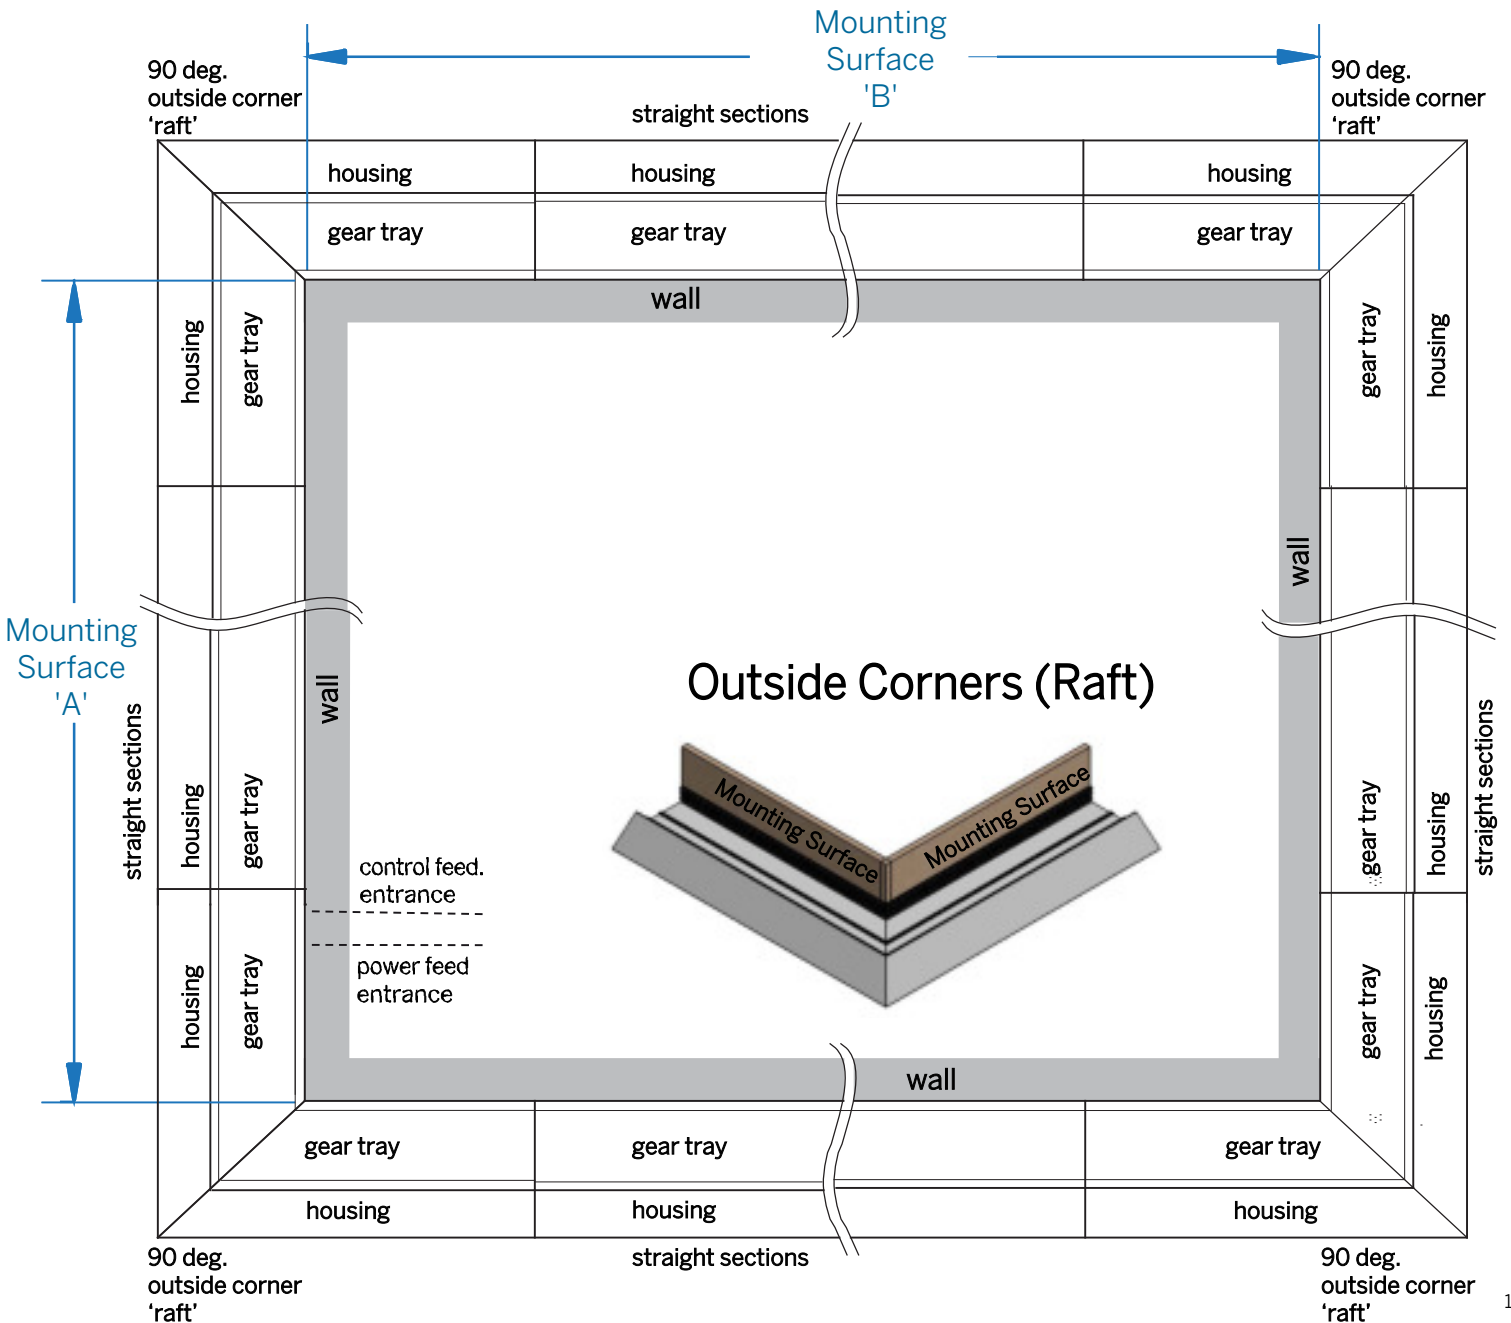 Mounting
Surface
'B'
90 deg.
outside corner
‘raft’
90 deg.
outside corner
‘raft’
straight sections
housing
housing
housing
gear tray
gear tray
gear tray
wall
housing
gear tray
gear tray
housing
wall
Mounting
Surface
'A'
wall
Outside Corners (Raft)
straight sections
straight sections
Mounting Surface
Mounting Surface
housing
gear tray
gear tray
housing
control feed.
entrance
power feed
entrance
housing
gear tray
gear tray
housing
wall
gear tray
gear tray
gear tray
housing
housing
housing
straight sections
90 deg.
outside corner
‘raft’
90 deg.
outside corner
‘raft’
1